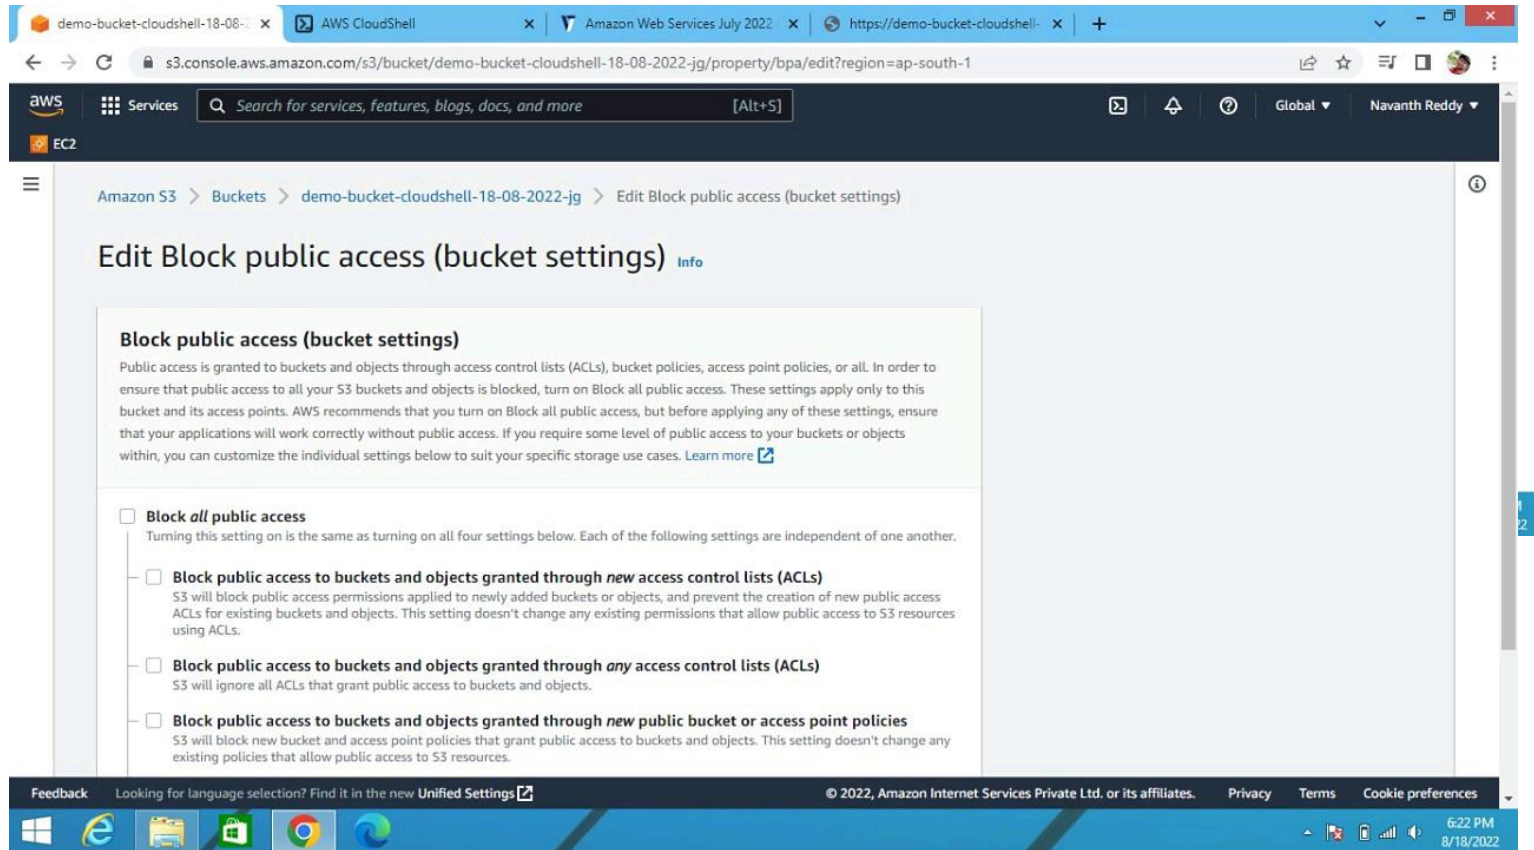 demo-bucket-cloudshell-18-08-2
AWS CloudShell
Amazon Web Services July 2022
https://demo-bucket-cloudshell-
s3.console.aws.amazon.com/s3/bucket/demo-bucket-cloudshell-18-08-2022-jg/property/bpa/edit?region=ap-south-1
aws
Services
Search for services, features, blogs, docs, and more
[Alt+S]
Global
Navanth Reddy
EC2
Amazon S3 > Buckets > demo-bucket-cloudshell-18-08-2022-jg > Edit Block public access (bucket settings)
Edit Block public access (bucket settings) Info
Block public access (bucket settings)
Public access is granted to buckets and objects through access control lists (ACLs), bucket policies, access point policies, or all. In order to
ensure that public access to all your S3 buckets and objects is blocked, turn on Block all public access. These settings apply only to this
bucket and its access points. AWS recommends that you turn on Block all public access, but before applying any of these settings, ensure
that your applications will work correctly without public access. If you require some level of public access to your buckets or objects
within, you can customize the individual settings below to suit your specific storage use cases. Learn more
Block all public access
Turning this setting on is the same as turning on all four settings below. Each of the following settings are independent of one another.
Block public access to buckets and objects granted through new access control lists (ACLs)
S3 will block public access permissions applied to newly added buckets or objects, and prevent the creation of new public access
ACLs for existing buckets and objects. This setting doesn't change any existing permissions that allow public access to S3 resources
using ACLs.
Block public access to buckets and objects granted through any access control lists (ACLs)
S3 will ignore all ACLs that grant public access to buckets and objects.
Block public access to buckets and objects granted through new public bucket or access point policies
S3 will block new bucket and access point policies that grant public access to buckets and objects. This setting doesn't change any
existing policies that allow public access to S3 resources.
Feedback
Looking for language selection? Find it in the new Unified Settings
© 2022, Amazon Internet Services Private Ltd. or its affiliates.
Privacy
Terms
Cookie preferences
6:22 PM
8/18/2022